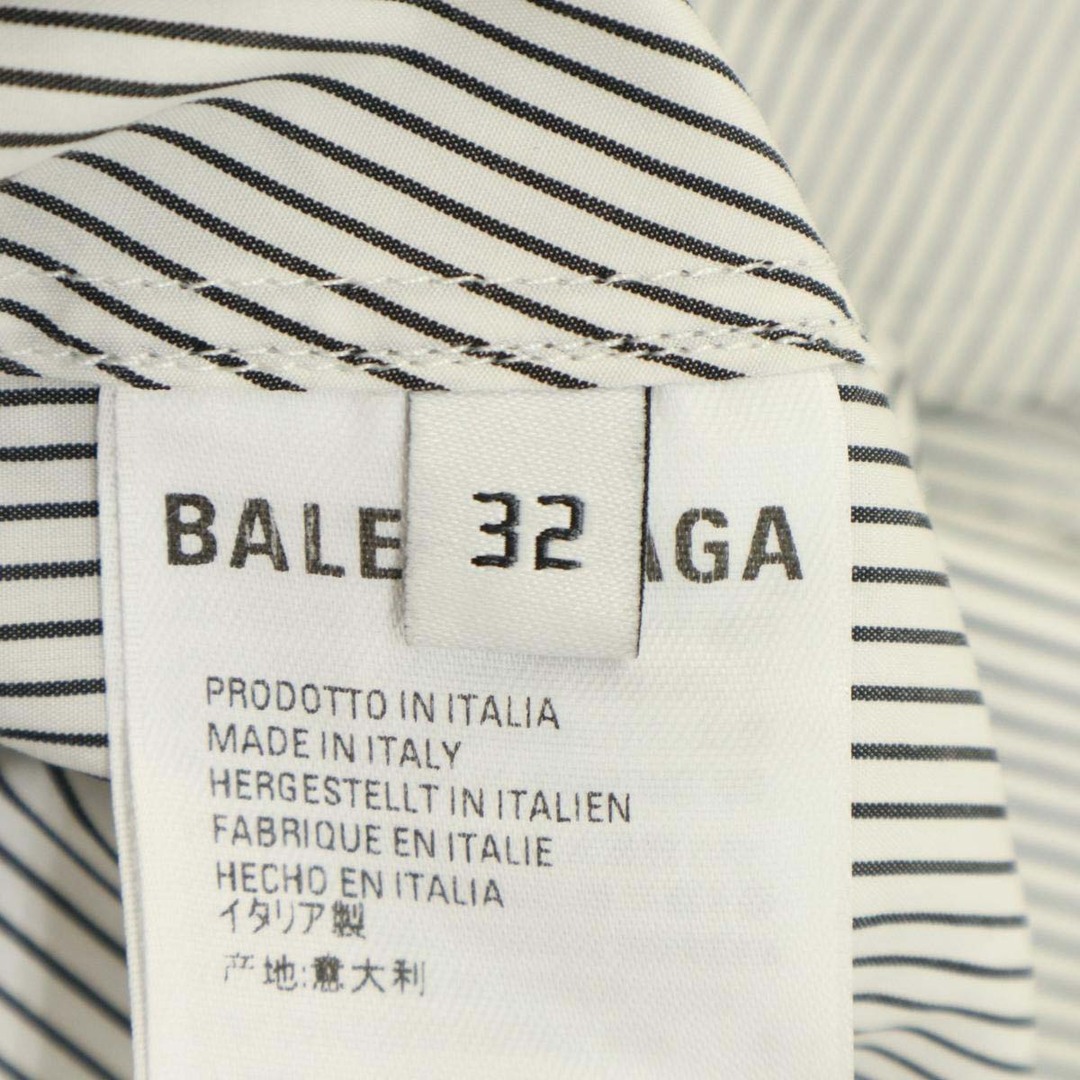 BALE AGA
32
PRODOTTO IN ITALIA
MADE IN ITALY
HERGESTELLT IN ITALIEN
FABRIQUE EN ITALIE
HECHO EN ITALIA
イタリア製
产地:意大利